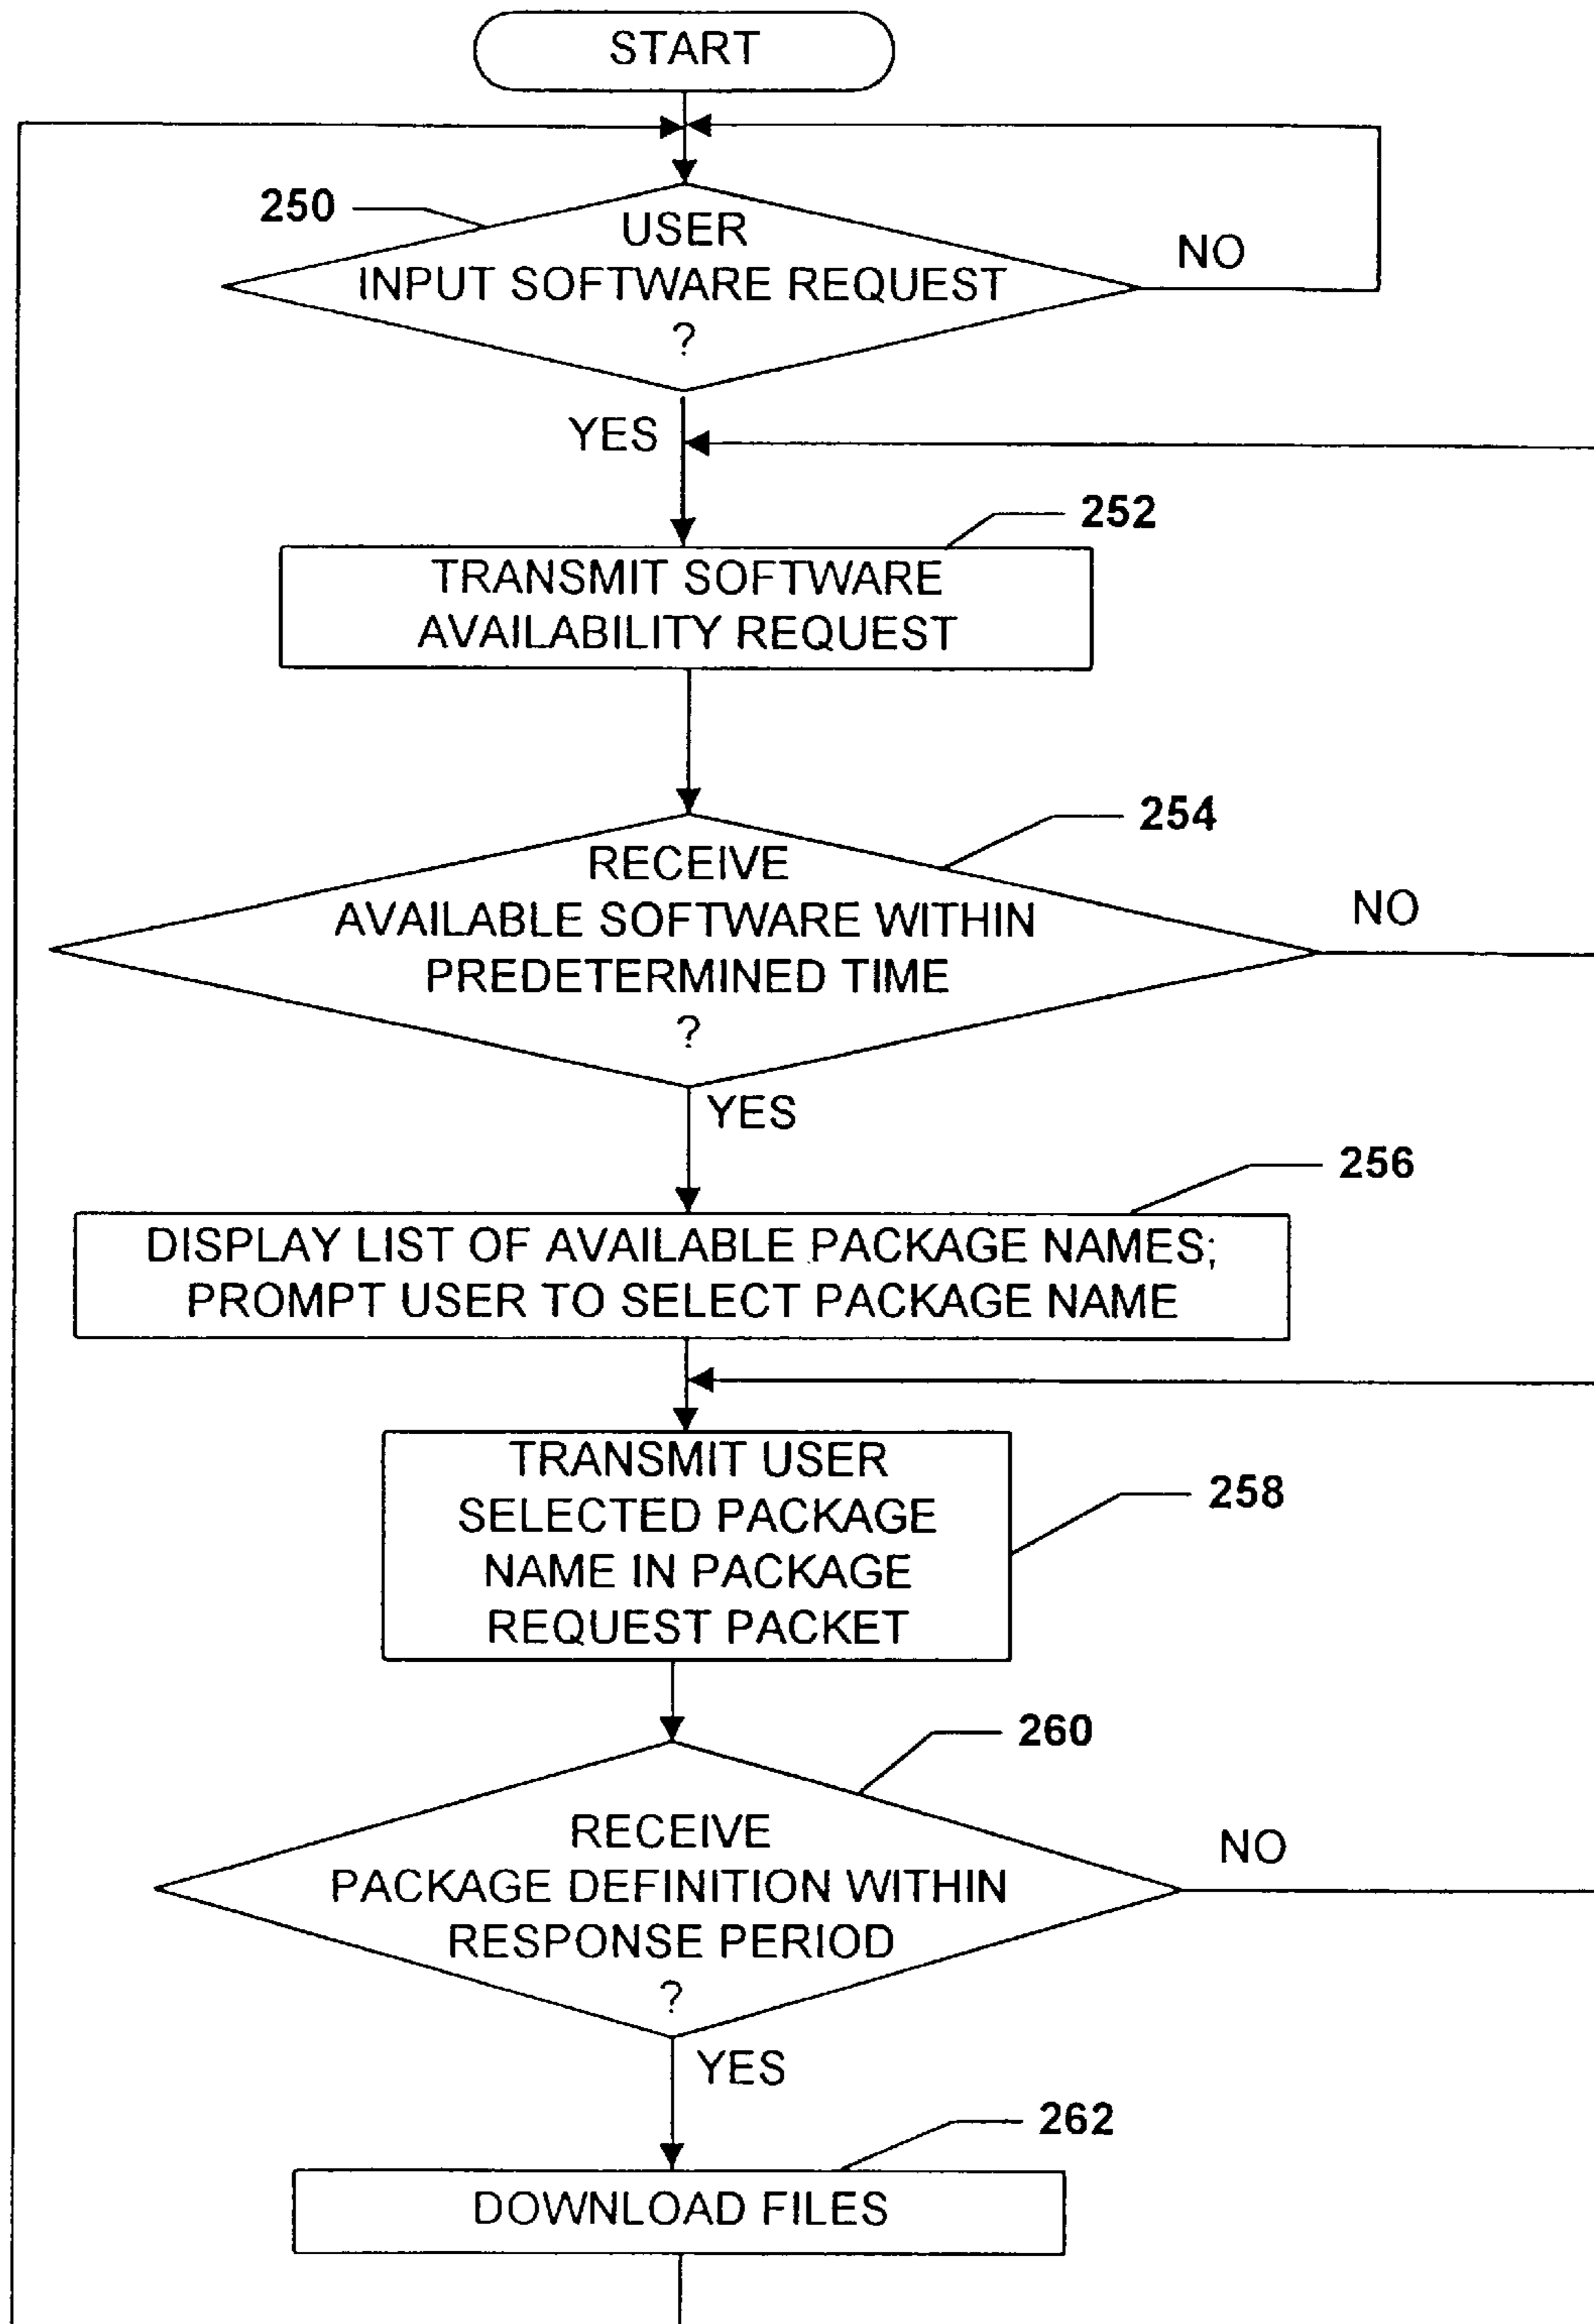 START
250
USER
INPUT SOFTWARE REQUEST
?
NO
YES
252
TRANSMIT SOFTWARE
AVAILABILITY REQUEST
254
RECEIVE
AVAILABLE SOFTWARE WITHIN
PREDETERMINED TIME
?
NO
YES
256
DISPLAY LIST OF AVAILABLE PACKAGE NAMES;
PROMPT USER TO SELECT PACKAGE NAME
TRANSMIT USER
SELECTED PACKAGE
NAME IN PACKAGE
REQUEST PACKET
258
260
RECEIVE
PACKAGE DEFINITION WITHIN
RESPONSE PERIOD
?
NO
YES
262
DOWNLOAD FILES